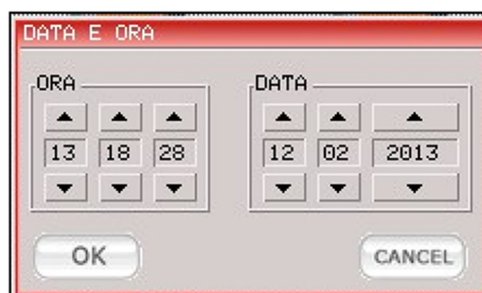 DATA E ORA
ORA DATA
13 18 28 12 02 2013
OK CANCEL